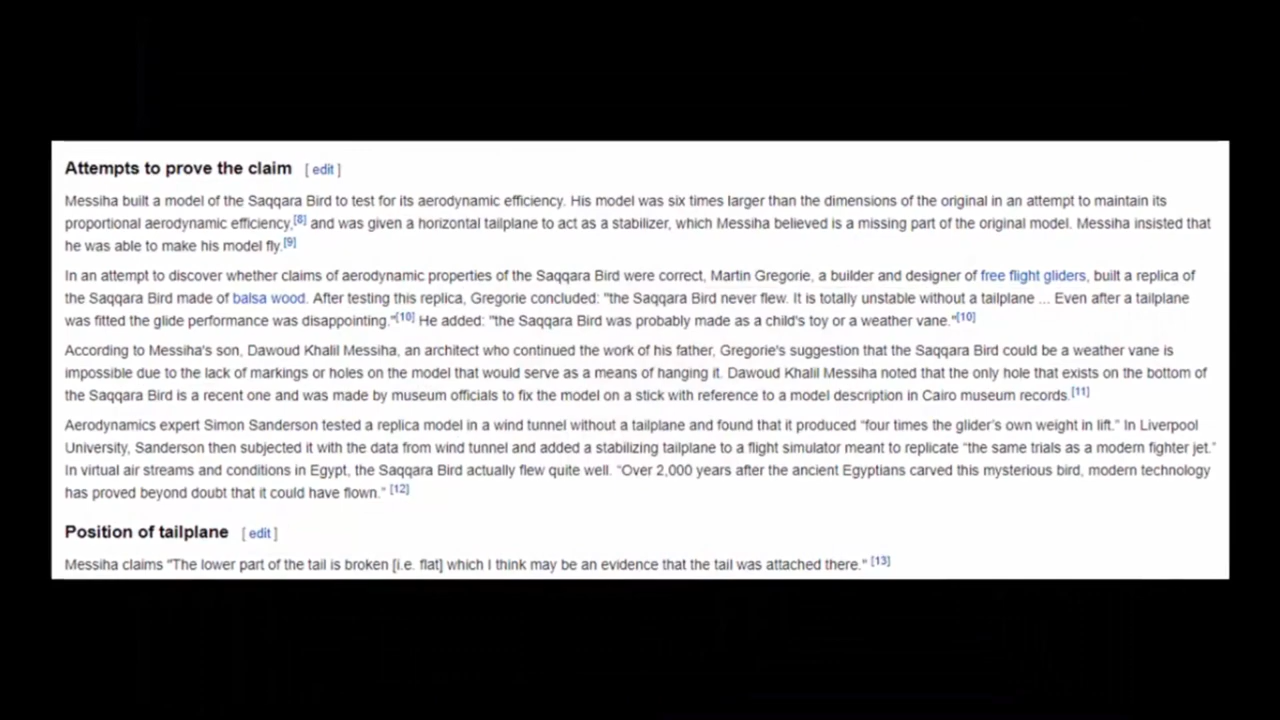 Attempts to prove the claim [ edit ]
Messiha built a model of the Saqqara Bird to test for its aerodynamic efficiency. His model was six times larger than the dimensions of the original in an attempt to maintain its
proportional aerodynamic efficiency,[8] and was given a horizontal tailplane to act as a stabilizer, which Messiha believed is a missing part of the original model. Messiha insisted that
he was able to make his model fly.[9]
In an attempt to discover whether claims of aerodynamic properties of the Saqqara Bird were correct, Martin Gregorie, a builder and designer of free flight gliders, built a replica of
the Saqqara Bird made of balsa wood. After testing this replica, Gregorie concluded: "the Saqqara Bird never flew. It is totally unstable without a tailplane ... Even after a tailplane
was fitted the glide performance was disappointing."[10] He added: "the Saqqara Bird was probably made as a child's toy or a weather vane."[10]
According to Messiha's son, Dawoud Khalil Messiha, an architect who continued the work of his father, Gregorie's suggestion that the Saqqara Bird could be a weather vane is
impossible due to the lack of markings or holes on the model that would serve as a means of hanging it. Dawoud Khalil Messiha noted that the only hole that exists on the bottom of
the Saqqara Bird is a recent one and was made by museum officials to fix the model on a stick with reference to a model description in Cairo museum records.[11]
Aerodynamics expert Simon Sanderson tested a replica model in a wind tunnel without a tailplane and found that it produced “four times the glider’s own weight in lift.” In Liverpool
University, Sanderson then subjected it with the data from wind tunnel and added a stabilizing tailplane to a flight simulator meant to replicate “the same trials as a modern fighter jet.”
In virtual air streams and conditions in Egypt, the Saqqara Bird actually flew quite well. “Over 2,000 years after the ancient Egyptians carved this mysterious bird, modern technology
has proved beyond doubt that it could have flown.” [12]
Position of tailplane [ edit ]
Messiha claims "The lower part of the tail is broken [i.e. flat] which I think may be an evidence that the tail was attached there." [13]